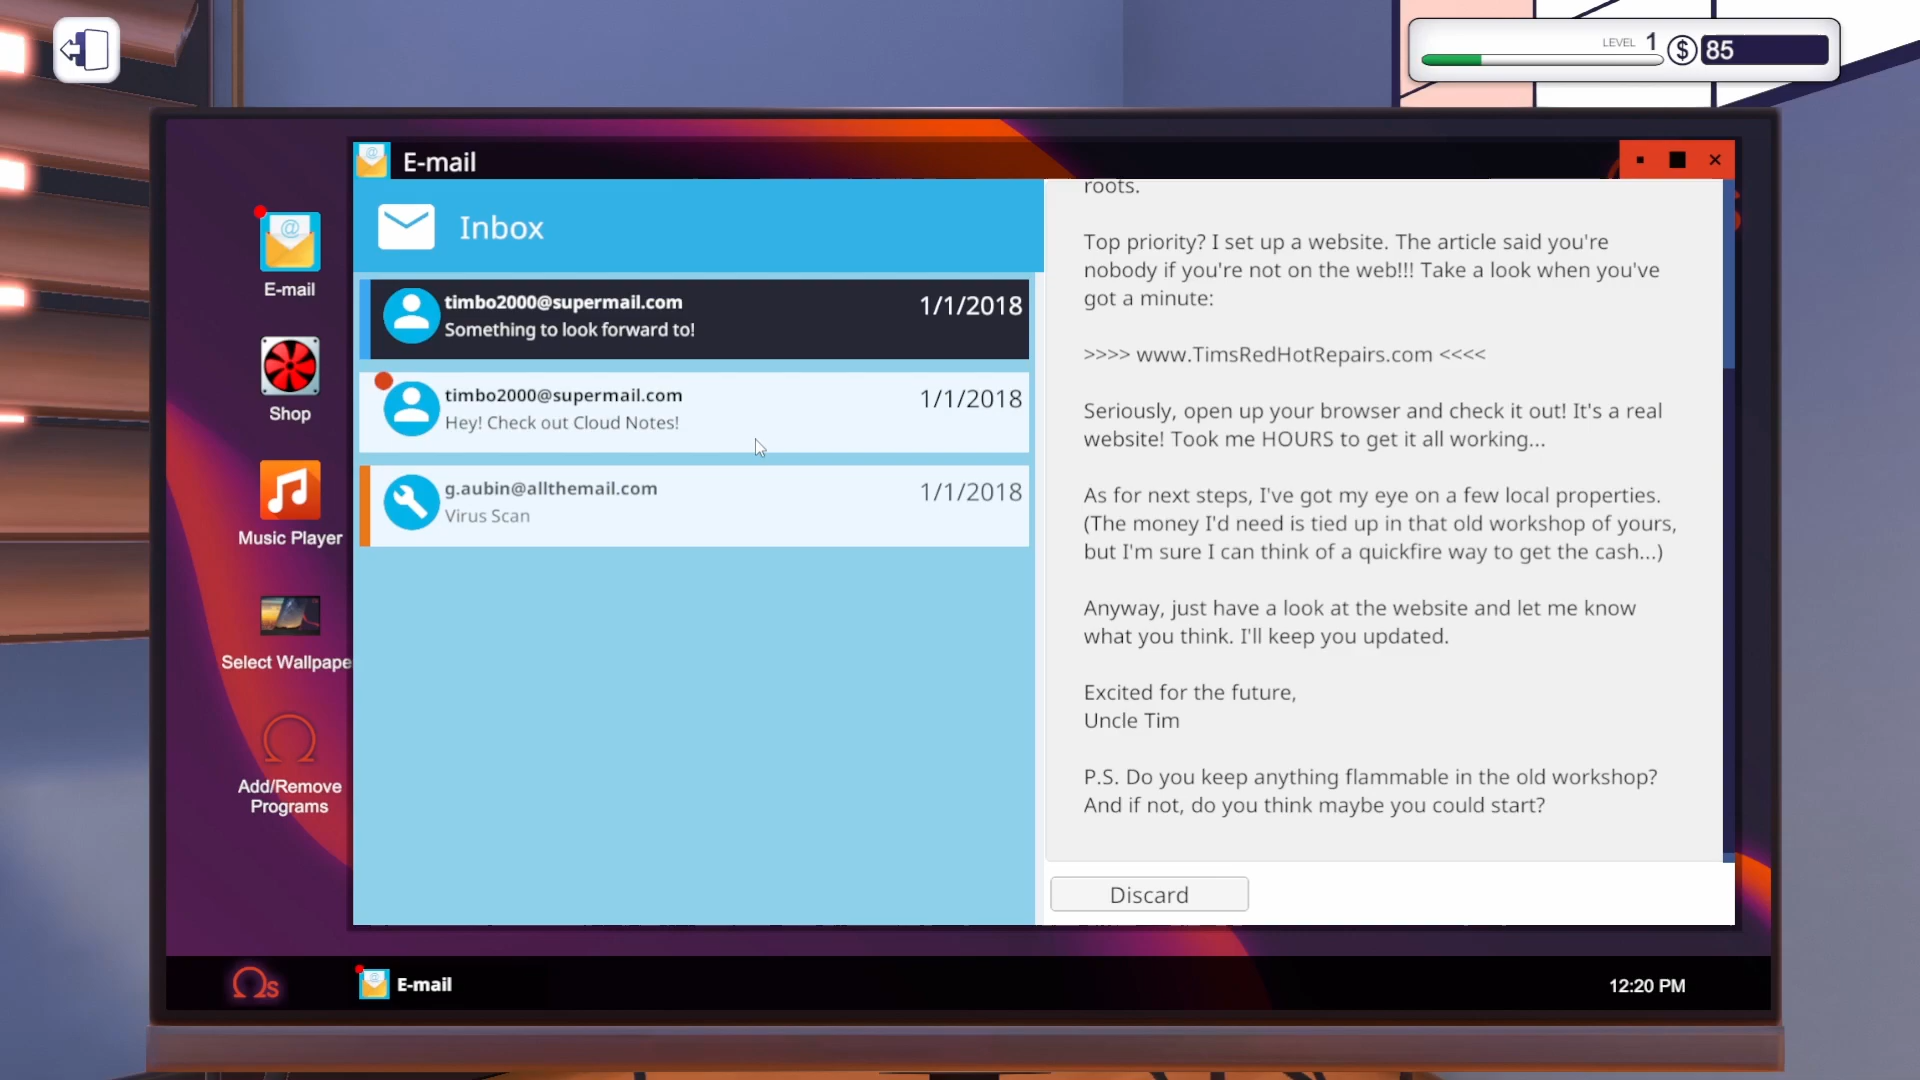 LEVEL 1
85
E-mail
Inbox
timbo2000@supermail.com
1/1/2018
Something to look forward to!
timbo2000@supermail.com
1/1/2018
Hey! Check out Cloud Notes!
g.aubin@allthemail.com
1/1/2018
Virus Scan
roots.
Top priority? I set up a website. The article said you're
nobody if you're not on the web!!! Take a look when you've
got a minute:
>>>> www.TimsRedHotRepairs.com <<<<
Seriously, open up your browser and check it out! It's a real
website! Took me HOURS to get it all working...
As for next steps, I've got my eye on a few local properties.
(The money I'd need is tied up in that old workshop of yours,
but I'm sure I can think of a quickfire way to get the cash...)
Anyway, just have a look at the website and let me know
what you think. I'll keep you updated.
Excited for the future,
Uncle Tim
P.S. Do you keep anything flammable in the old workshop?
And if not, do you think maybe you could start?
Discard
E-mail
Shop
Music Player
Select Wallpape
Add/Remove
Programs
Ωs
E-mail
12:20 PM